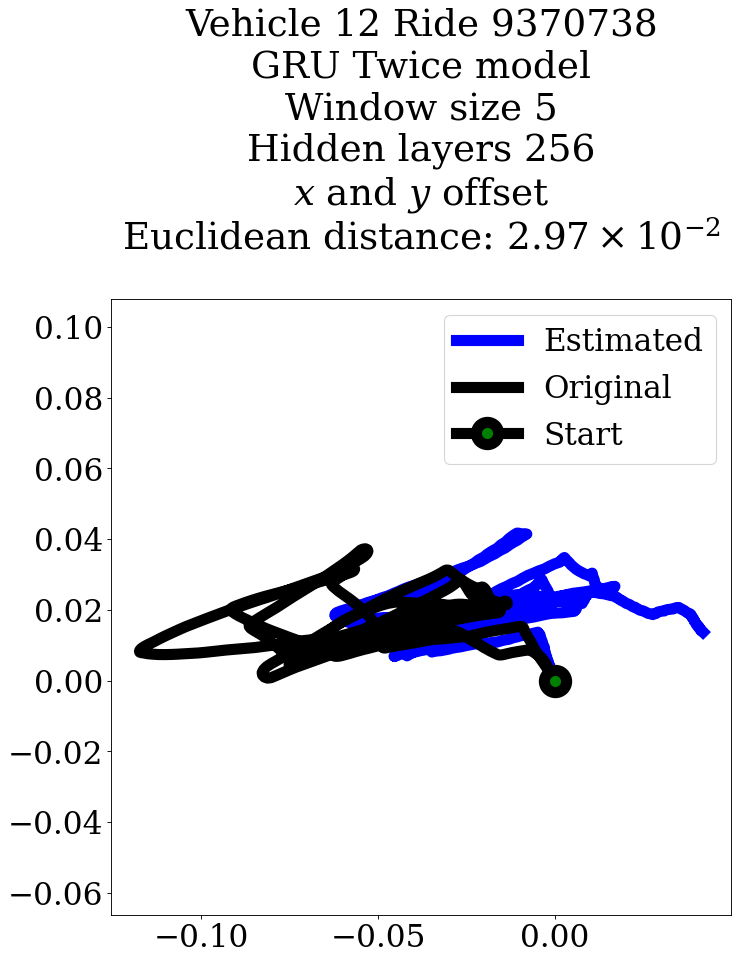 Vehicle 12 Ride 9370738
GRU Twice model
Window size 5
Hidden layers 256
x and y offset
Euclidean distance: 2.97 × 10⁻²
0.10
0.08
0.06
0.04
0.02
0.00
−0.02
−0.04
−0.06
Estimated
Original
Start
−0.10 −0.05 0.00